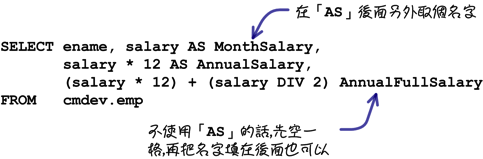 在「AS」後面另外取個名字
SELECT ename, salary AS MonthSalary,
salary * 12 AS AnnualSalary,
(salary * 12) + (salary DIV 2) AnnualFullSalary
FROM cmdev.emp
不使用「AS」的話,先空一
格,再把名字填在後面也可以